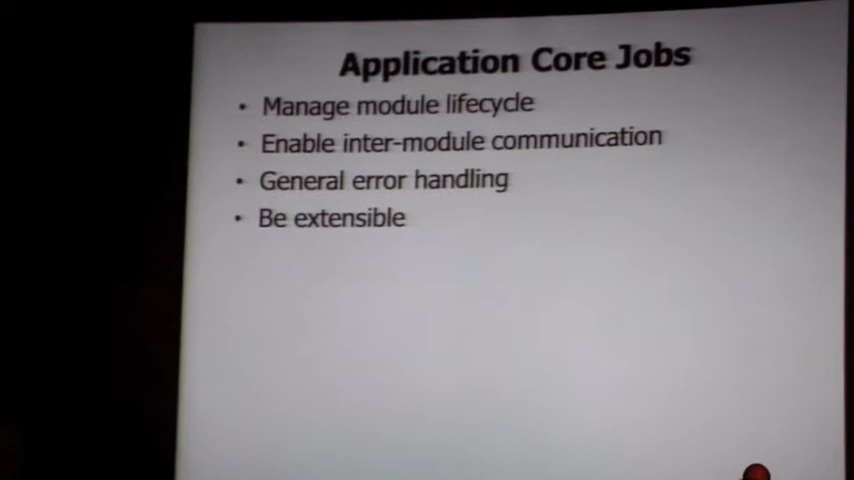 Application Core Jobs
• Manage module lifecycle
• Enable inter-module communication
• General error handling
• Be extensible